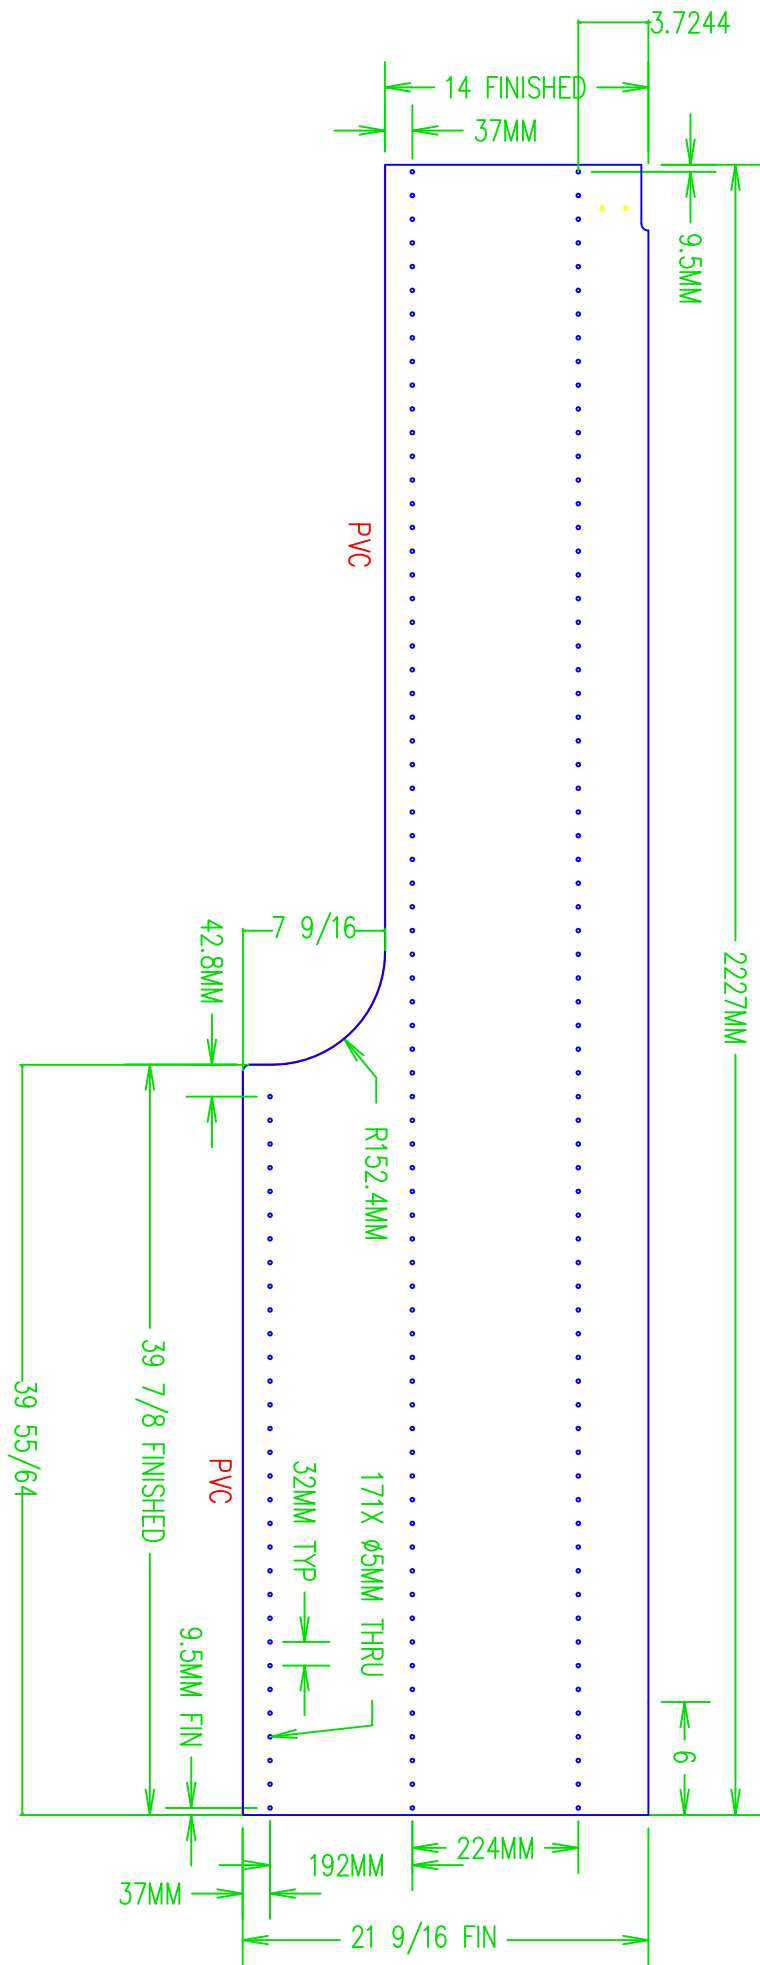 3.7244
14 FINISHED
37MM
9.5MM
PVC
7 9/16
42.8MM
2227MM
R152.4MM
39 7/8 FINISHED
39 55/64
PVC
32MM TYP
171X ø5MM THRU
9.5MM FIN
6
224MM
192MM
37MM
21 9/16 FIN